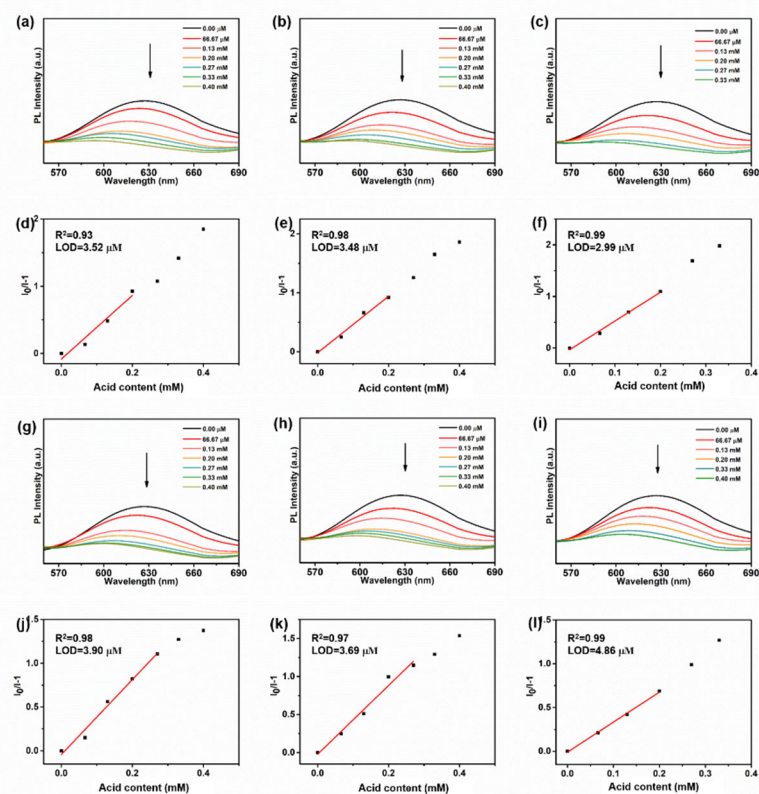 (a)
0.00 μM
66.67μM
0.13 mM
0.20 mM
0.27 mM
0.33 mM
0.40 mM
PL Intensity (a.u.)
570 600 630 660 690
Wavelength (nm)
(b)
0.00 μM
66.67 μM
0.13 mM
0.20 mM
0.27 mM
0.33 mM
0.40 mM
PL Intensity (a.u.)
570 600 630 660 690
Wavelength (nm)
(c)
0.00 μM
66.67 μM
0.13 mM
0.20 mM
0.27 mM
0.33 mM
PL Intensity (a.u.)
570 600 630 660 690
Wavelength (nm)
(d)
R²=0.93
LOD=3.52 μM
I₀/I-1
2
1
0
0.0 0.2 0.4
Acid content (mM)
(e)
R²=0.98
LOD=3.48 μM
I₀/I-1
2
1
0
0.0 0.2 0.4
Acid content (mM)
(f)
R²=0.99
LOD=2.99 μM
I₀/I-1
2
1
0
0.0 0.1 0.2 0.3
Acid content (mM)
(g)
0.00 μM
66.67 μM
0.13 mM
0.20 mM
0.27 mM
0.33 mM
0.40 mM
PL Intensity (a.u.)
570 600 630 660 690
Wavelength (nm)
(h)
0.00 μM
66.67 μM
0.13 mM
0.20 mM
0.27 mM
0.33 mM
0.40 mM
PL Intensity (a.u.)
570 600 630 660 690
Wavelength (nm)
(i)
0.00 μM
66.67 μM
0.13 mM
0.20 mM
0.33 mM
0.40 mM
PL Intensity (a.u.)
570 600 630 660 690
Wavelength (nm)
(j)
R²=0.98
LOD=3.90 μM
I₀/I-1
1.5
1.0
0.5
0.0
0.0 0.2 0.4
Acid content (mM)
(k)
R²=0.97
LOD=3.69 μM
I₀/I-1
1.5
1.0
0.5
0.0
0.0 0.2 0.4
Acid content (mM)
(l)
R²=0.99
LOD=4.86 μM
I₀/I-1
1.5
1.0
0.5
0.0
0.0 0.1 0.2 0.3
Acid content (mM)